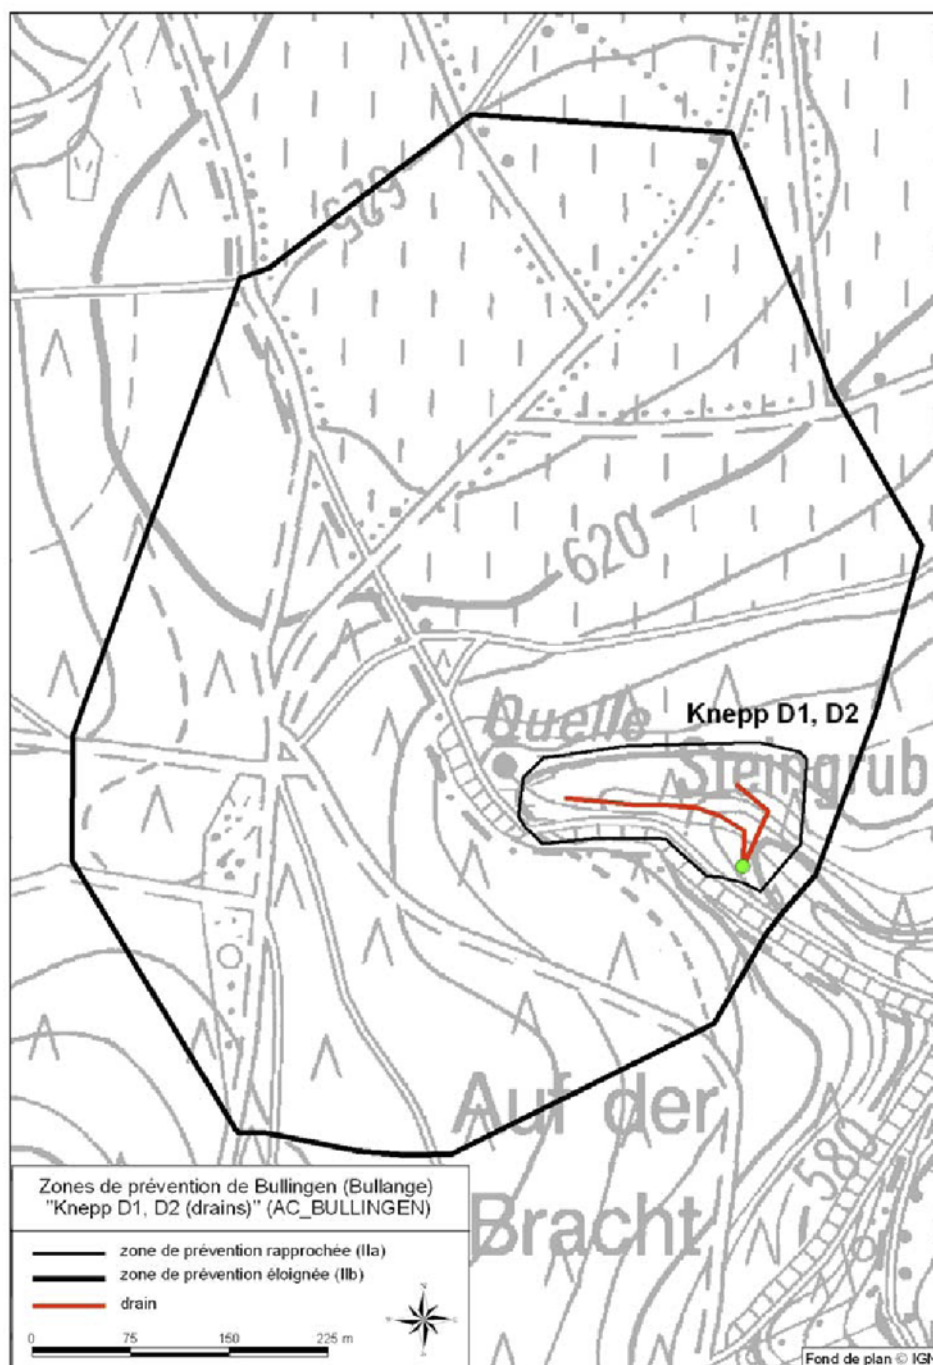 625
620
Quelle
Knepp D1, D2
Steingrub
Auf der
Bracht
580
Zones de prévention de Bullingen (Bullange)
"Knepp D1, D2 (drains)" (AC_BULLINGEN)
zone de prévention rapprochée (IIa)
zone de prévention éloignée (IIb)
drain
0 75 150 225 m
Fond de plan © IGN